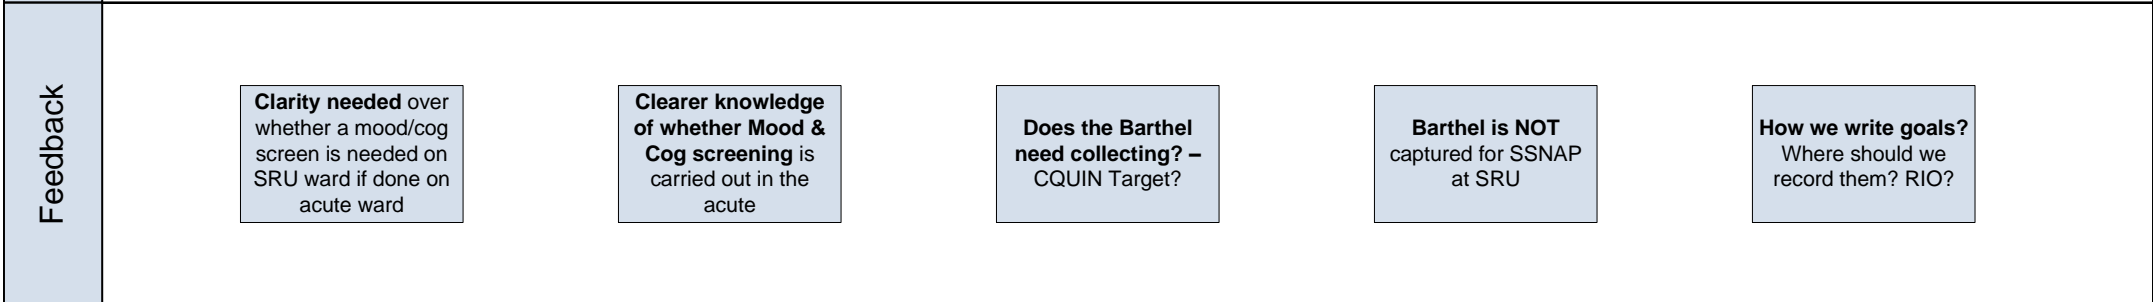 Feedback
Clarity needed over
whether a mood/cog
screen is needed on
SRU ward if done on
acute ward
Clearer knowledge
of whether Mood &
Cog screening is
carried out in the
acute
Does the Barthel
need collecting? –
CQUIN Target?
Barthel is NOT
captured for SSNAP
at SRU
How we write goals?
Where should we
record them? RIO?